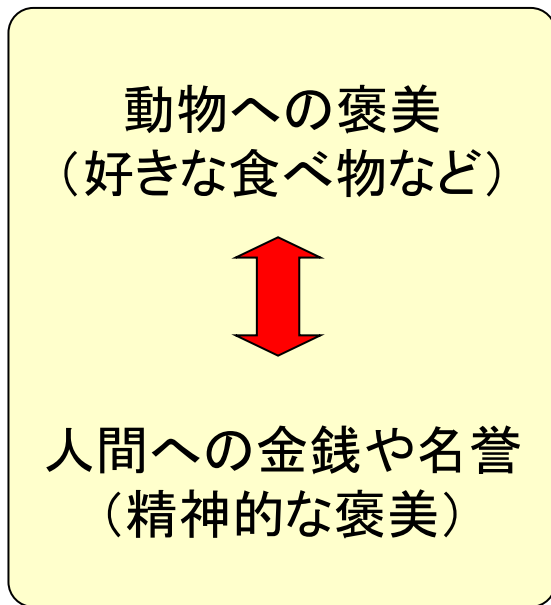 動物への褒美
（好きな食べ物など）
人間への金銭や名誉
（精神的な褒美）